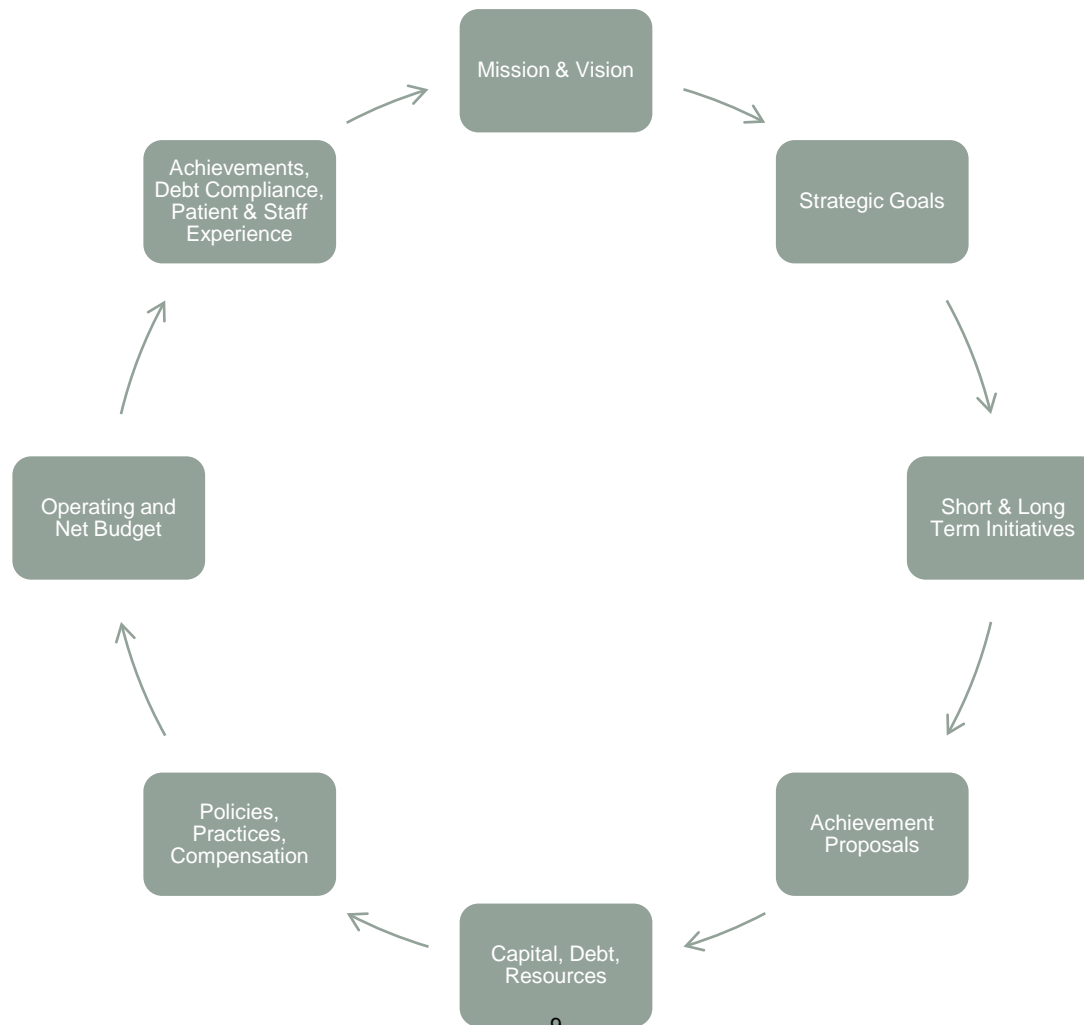 Mission & Vision
Strategic Goals
Short & Long
Term Initiatives
Achievement
Proposals
Capital, Debt,
Resources
Policies,
Practices,
Compensation
Operating and
Net Budget
Achievements,
Debt Compliance,
Patient & Staff
Experience